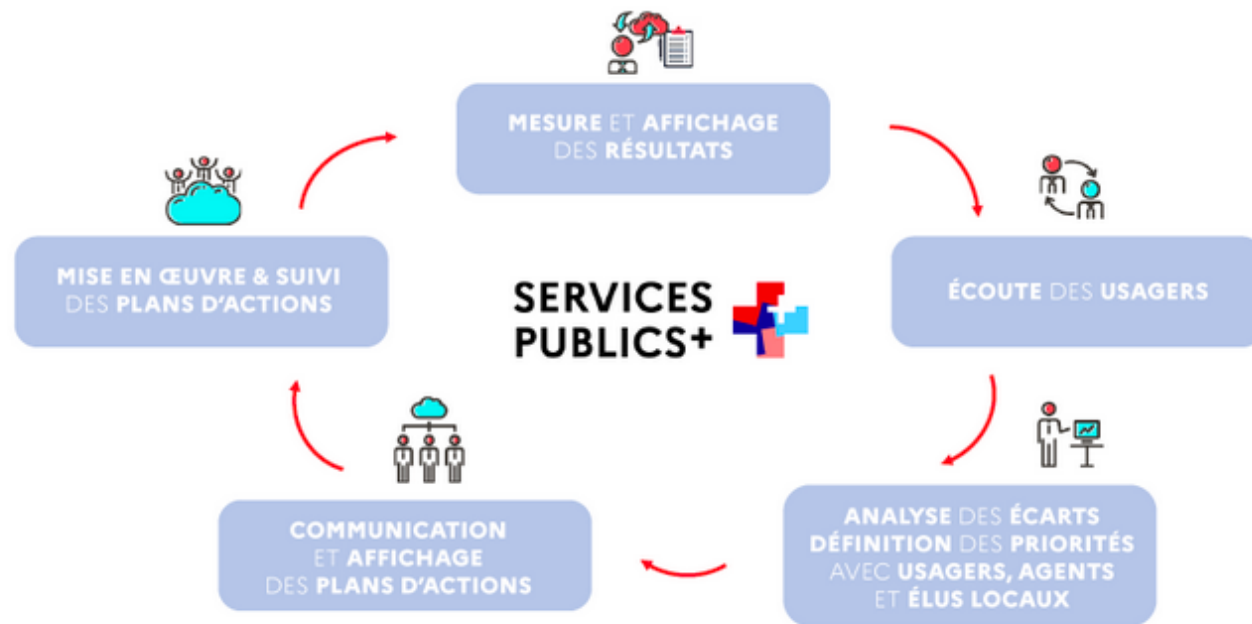 MESURE ET AFFICHAGE
DES RÉSULTATS
ÉCOUTE DES USAGERS
ANALYSE DES ÉCARTS
DÉFINITION DES PRIORITÉS
AVEC USAGERS, AGENTS
ET ÉLUS LOCAUX
COMMUNICATION
ET AFFICHAGE
DES PLANS D'ACTIONS
MISE EN ŒUVRE & SUIVI
DES PLANS D'ACTIONS
SERVICES
PUBLICS+